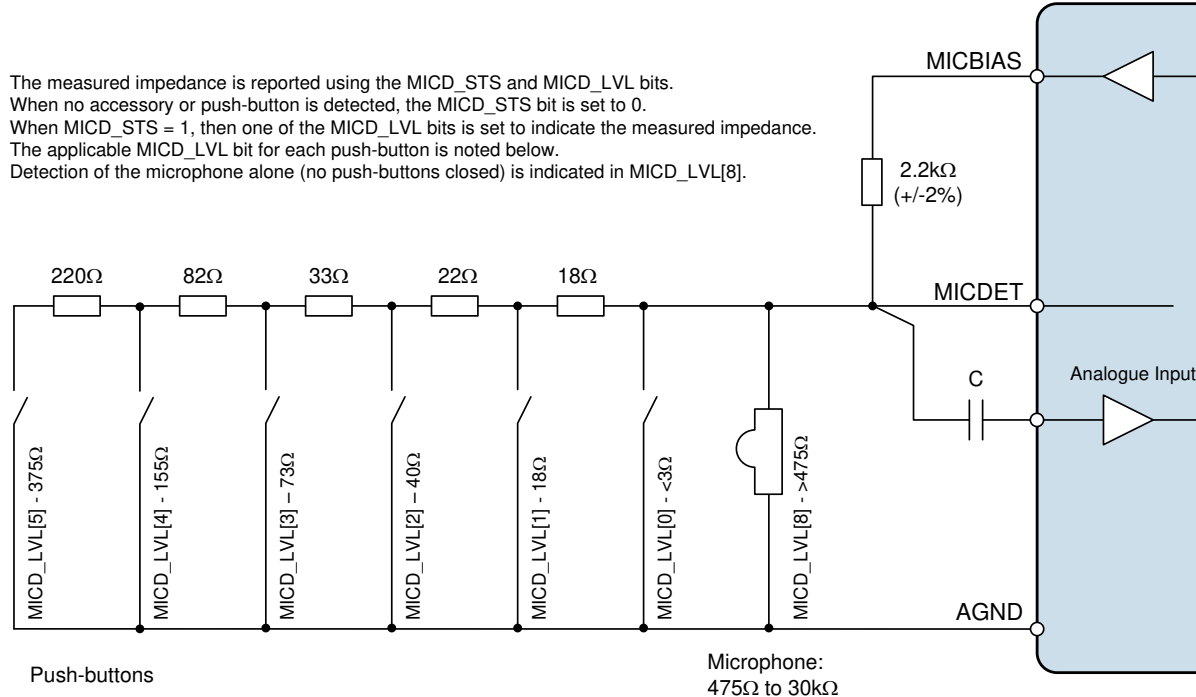 MICBIAS
The measured impedance is reported using the MICD_STS and MICD_LVL bits.
When no accessory or push-button is detected, the MICD_STS bit is set to 0.
When MICD_STS = 1, then one of the MICD_LVL bits is set to indicate the measured impedance.
The applicable MICD_LVL bit for each push-button is noted below.
Detection of the microphone alone (no push-buttons closed) is indicated in MICD_LVL[8].
2.2kΩ
(+/-2%)
220Ω
82Ω
33Ω
22Ω
18Ω
MICDET
C
Analogue Input
MICD_LVL[5] - 375Ω
MICD_LVL[4] - 155Ω
MICD_LVL[3] – 73Ω
MICD_LVL[2] – 40Ω
MICD_LVL[1] - 18Ω
MICD_LVL[0] - <3Ω
MICD_LVL[8] - >475Ω
AGND
Push-buttons
Microphone:
475Ω to 30kΩ